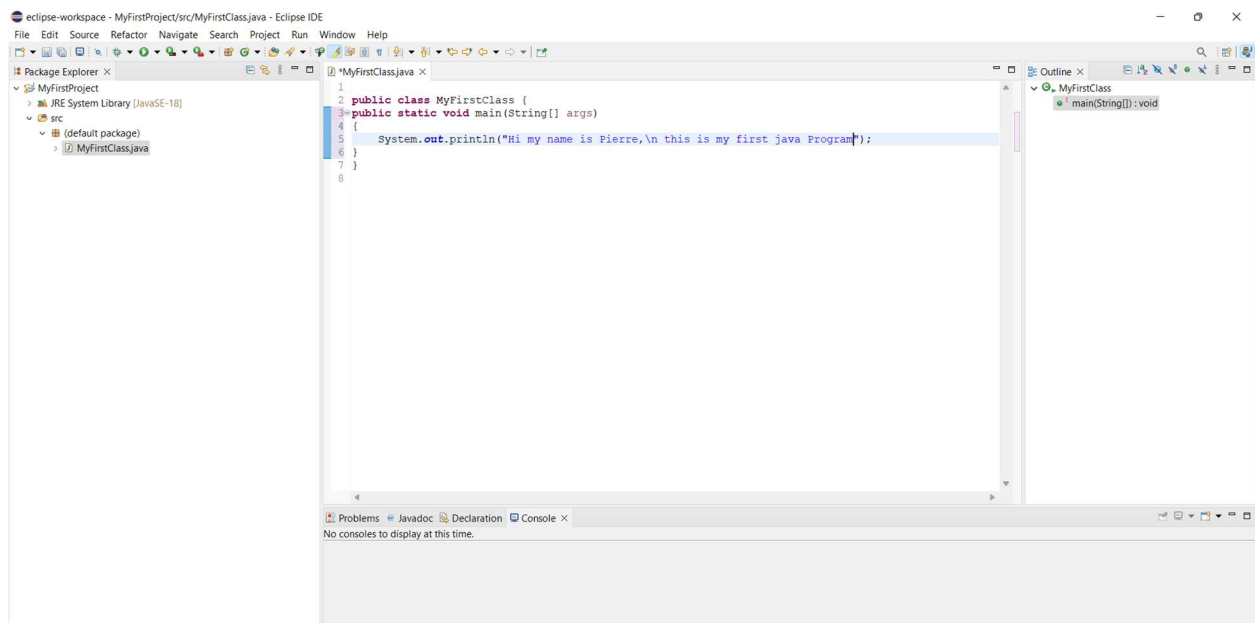 eclipse-workspace - MyFirstProject/src/MyFirstClass.java - Eclipse IDE
File Edit Source Refactor Navigate Search Project Run Window Help
Package Explorer
MyFirstProject
JRE System Library [JavaSE-18]
src
(default package)
MyFirstClass.java
*MyFirstClass.java
1
2 public class MyFirstClass {
3 public static void main(String[] args)
4 {
5 System.out.println("Hi my name is Pierre,\n this is my first java Program");
6 }
7 }
8
Outline
MyFirstClass
main(String[]) : void
Problems Javadoc Declaration Console
No consoles to display at this time.